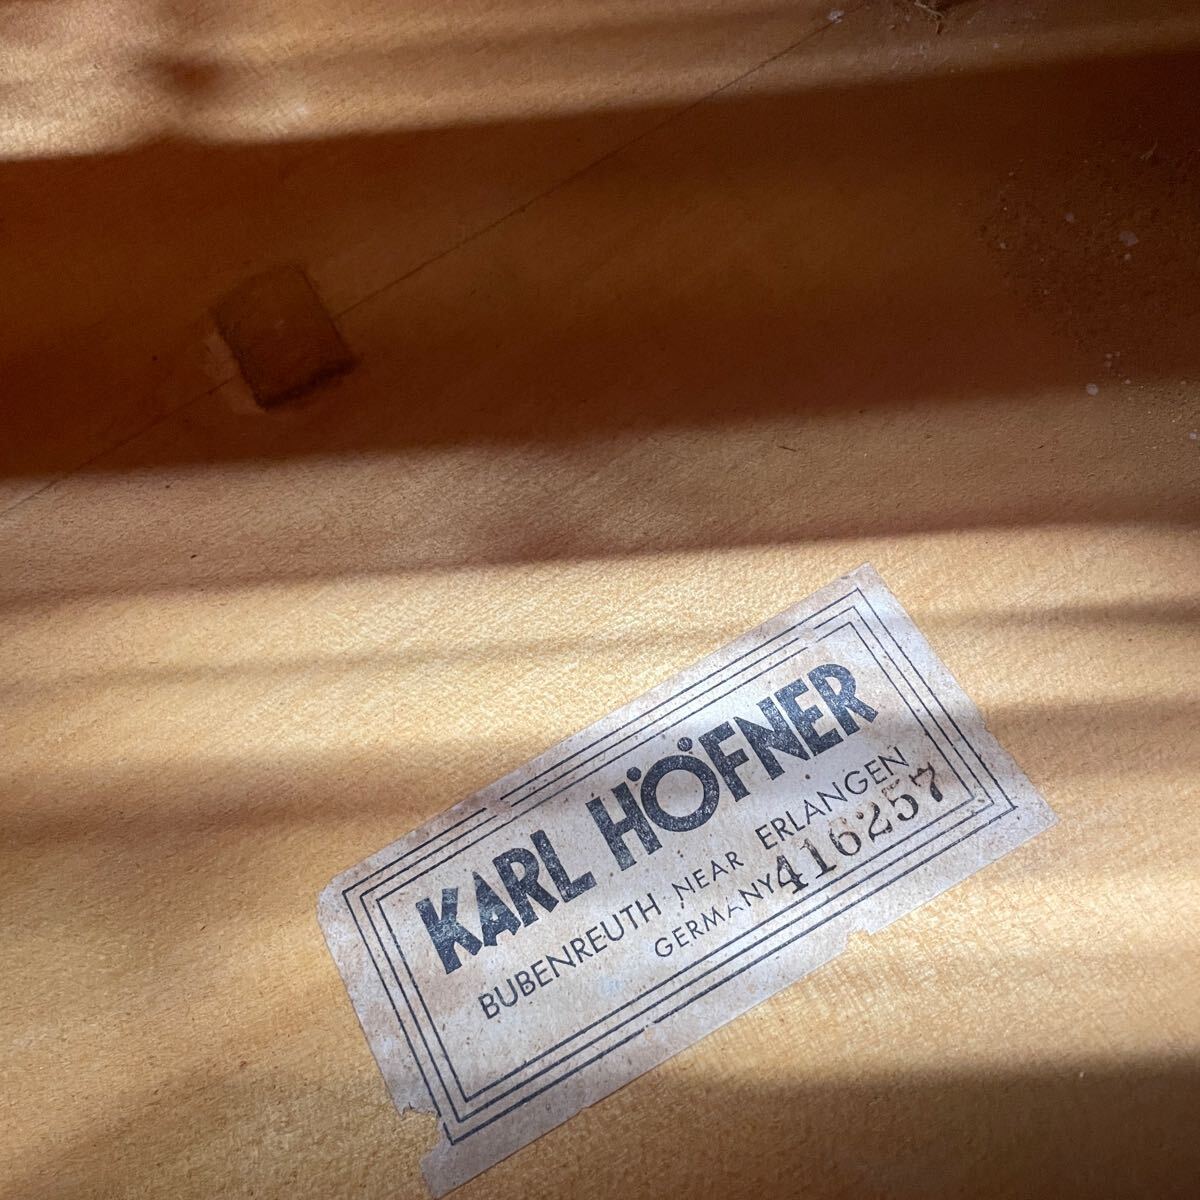 KARL HÖFNER
BUBENREUTH NEAR ERLANGEN
GERMANY 416257